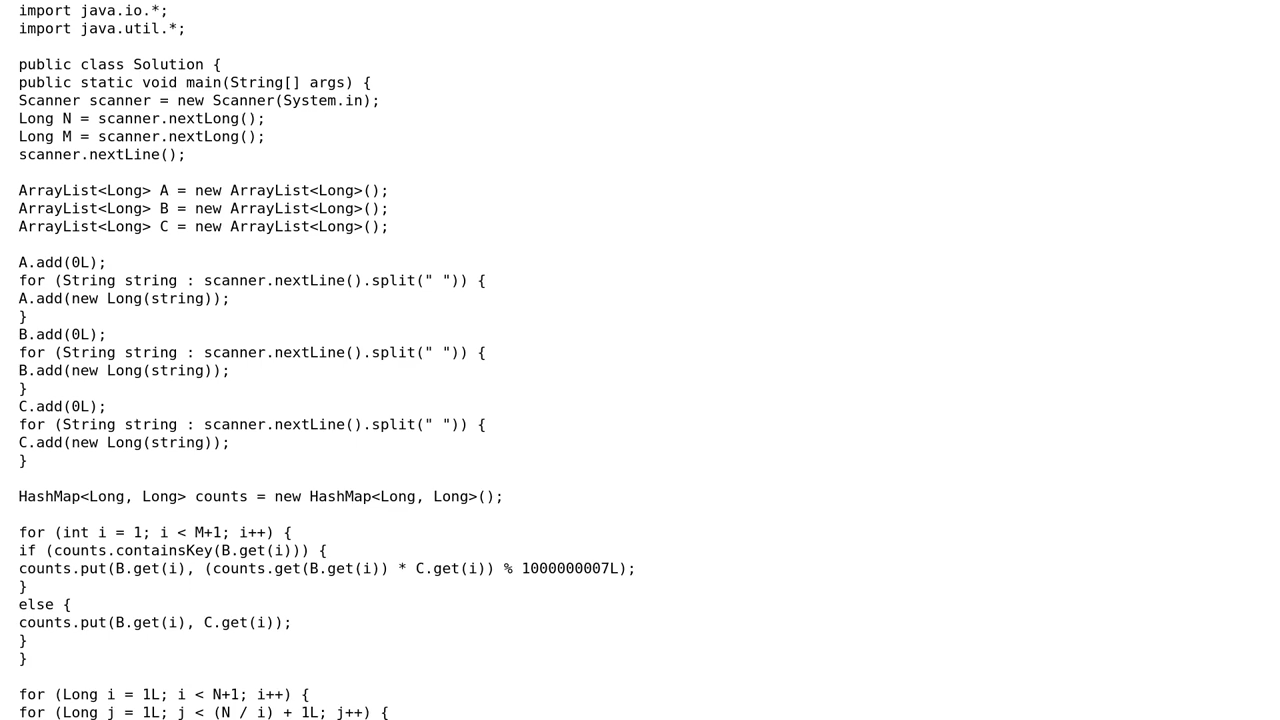 import java.io.*;
import java.util.*;

public class Solution {
public static void main(String[] args) {
Scanner scanner = new Scanner(System.in);
Long N = scanner.nextLong();
Long M = scanner.nextLong();
scanner.nextLine();

ArrayList<Long> A = new ArrayList<Long>();
ArrayList<Long> B = new ArrayList<Long>();
ArrayList<Long> C = new ArrayList<Long>();

A.add(0L);
for (String string : scanner.nextLine().split(" ")) {
A.add(new Long(string));
}
B.add(0L);
for (String string : scanner.nextLine().split(" ")) {
B.add(new Long(string));
}
C.add(0L);
for (String string : scanner.nextLine().split(" ")) {
C.add(new Long(string));
}

HashMap<Long, Long> counts = new HashMap<Long, Long>();

for (int i = 1; i < M+1; i++) {
if (counts.containsKey(B.get(i))) {
counts.put(B.get(i), (counts.get(B.get(i)) * C.get(i)) % 1000000007L);
}
else {
counts.put(B.get(i), C.get(i));
}
}

for (Long i = 1L; i < N+1; i++) {
for (Long j = 1L; j < (N / i) + 1L; j++) {